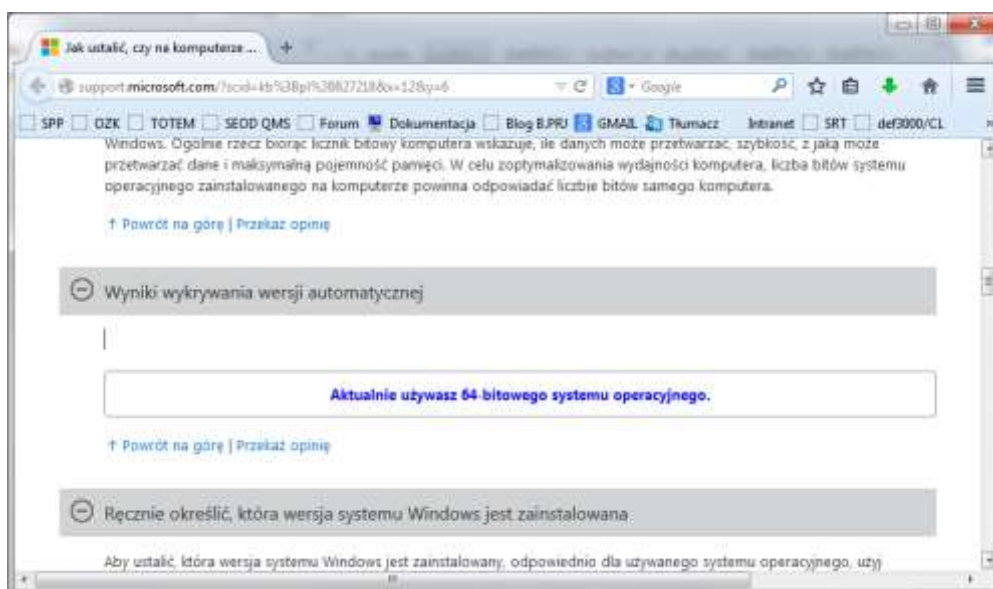 Jak ustalić, czy na komputerze ... +
support.microsoft.com/?scid=kb%3Bpl%3B827218&x=12&y=6 Google
SPP OZK TOTEM SEOD QMS Forum Dokumentacja Blog B.PRJ GMAIL Tłumacz Intranet SRT def3000/CL »
Windows. Ogólnie rzecz biorąc licznik bitowy komputera wskazuje, ile danych może przetwarzać, szybkość, z jaką może
przetwarzać dane i maksymalną pojemność pamięci. W celu zoptymalizowania wydajności komputera, liczba bitów systemu
operacyjnego zainstalowanego na komputerze powinna odpowiadać liczbie bitów samego komputera.
↑ Powrót na górę | Przekaż opinię
Wyniki wykrywania wersji automatycznej
Aktualnie używasz 64-bitowego systemu operacyjnego.
↑ Powrót na górę | Przekaż opinię
Ręcznie określić, która wersja systemu Windows jest zainstalowana
Aby ustalić, która wersja systemu Windows jest zainstalowany, odpowiednio dla używanego systemu operacyjnego, użyj